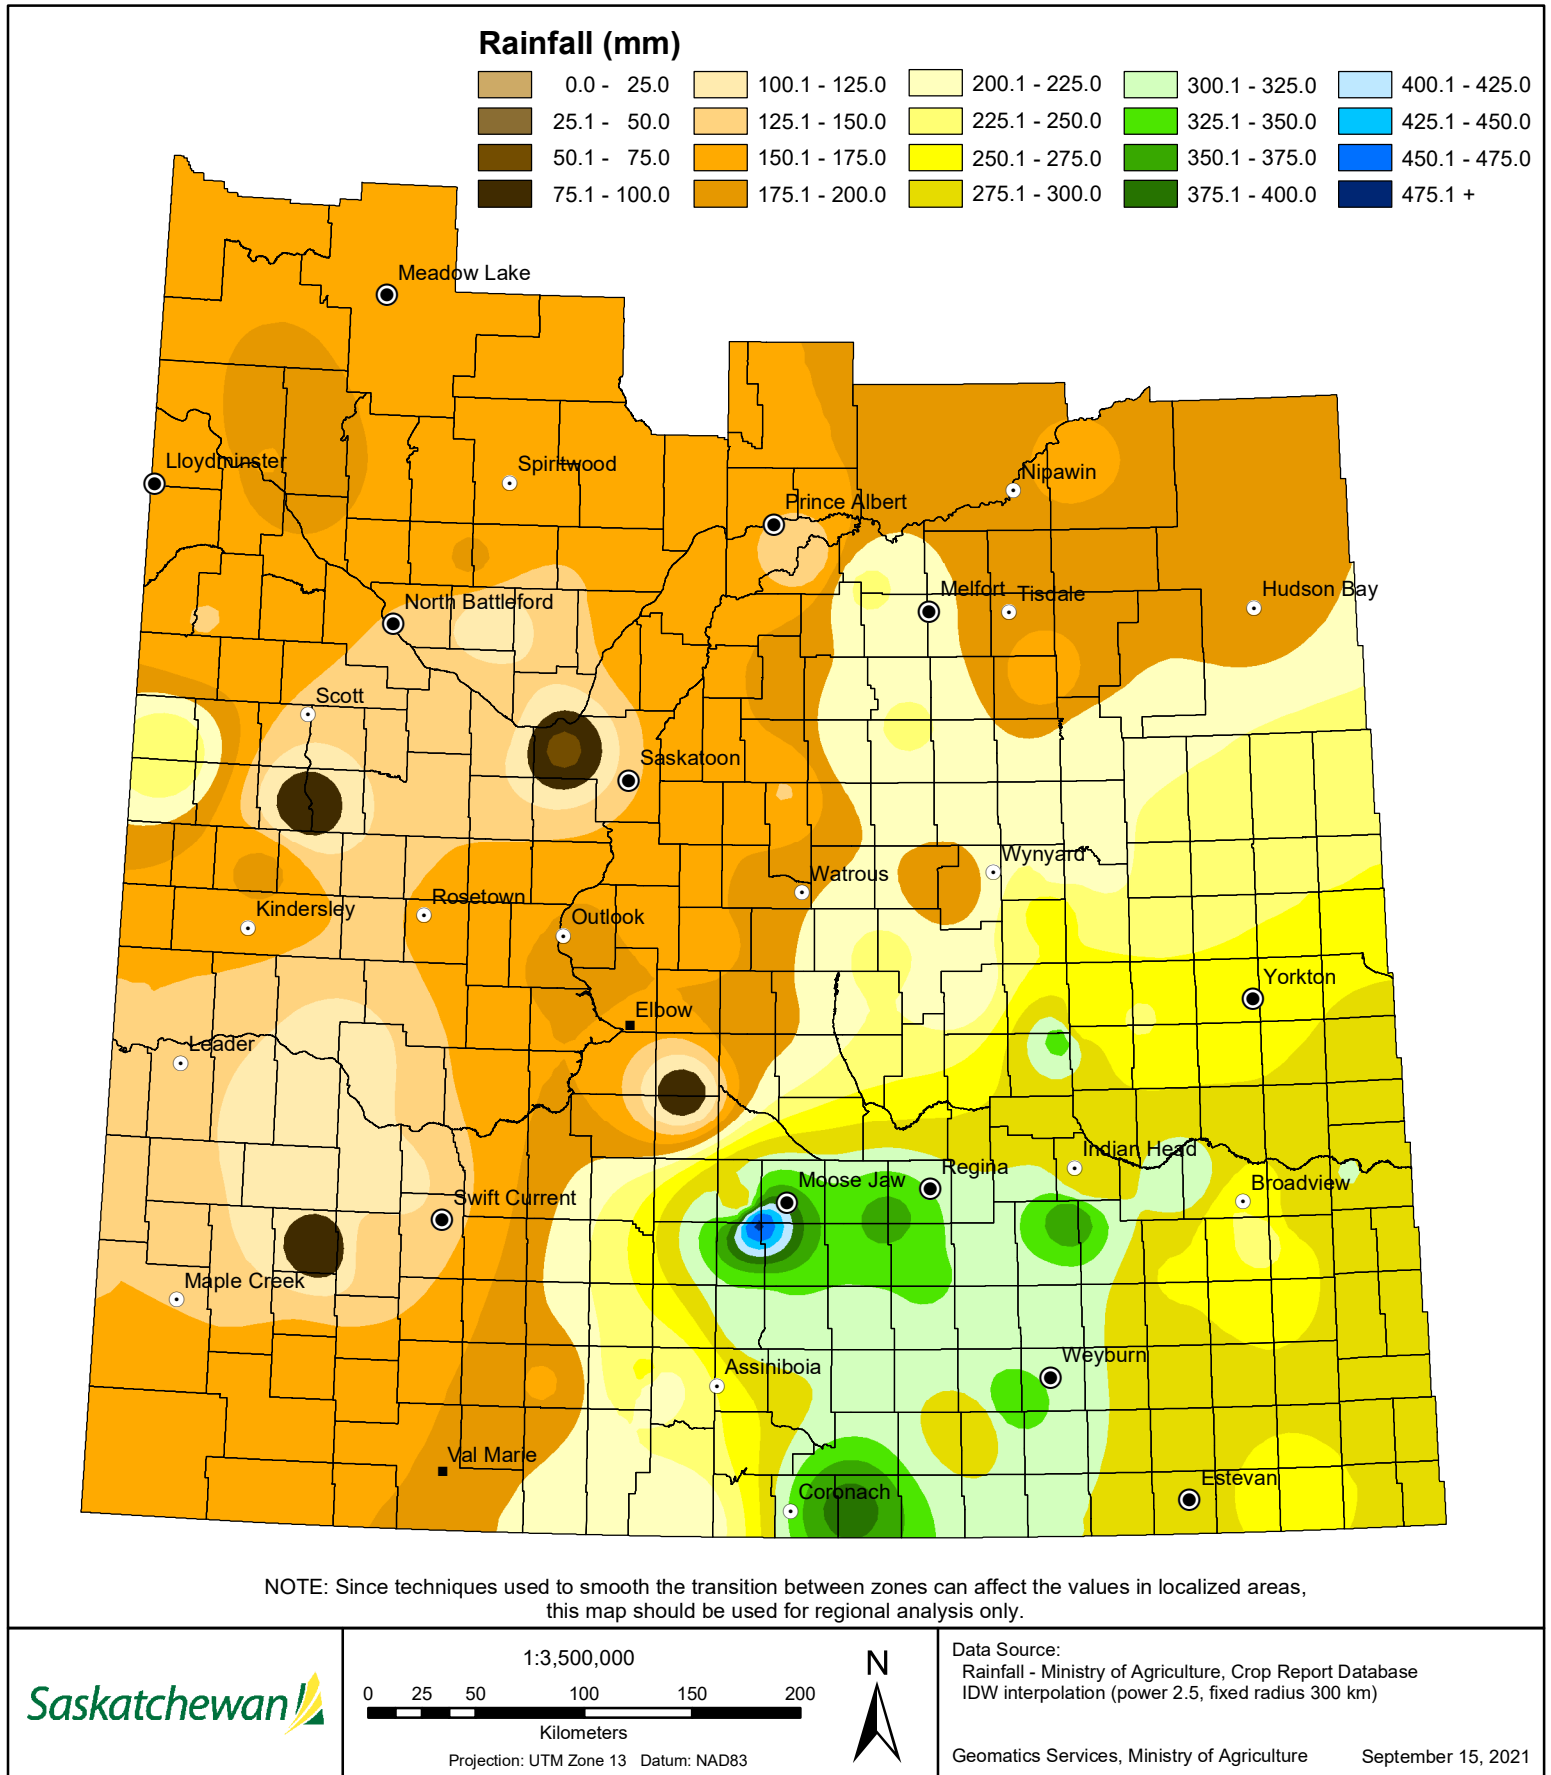 Rainfall (mm)
0.0 - 25.0
25.1 - 50.0
50.1 - 75.0
75.1 - 100.0
100.1 - 125.0
125.1 - 150.0
150.1 - 175.0
175.1 - 200.0
200.1 - 225.0
225.1 - 250.0
250.1 - 275.0
275.1 - 300.0
300.1 - 325.0
325.1 - 350.0
350.1 - 375.0
375.1 - 400.0
400.1 - 425.0
425.1 - 450.0
450.1 - 475.0
475.1 +
Meadow Lake
Lloydminster
Spiritwood
Nipawin
Prince Albert
Melfort
Tisdale
Hudson Bay
North Battleford
Scott
Saskatoon
Wynyard
Watrous
Rosetown
Kindersley
Outlook
Yorkton
Elbow
Leader
Indian Head
Regina
Moose Jaw
Broadview
Swift Current
Maple Creek
Weyburn
Assiniboia
Val Marie
Estevan
Coronach
NOTE: Since techniques used to smooth the transition between zones can affect the values in localized areas,
this map should be used for regional analysis only.
Saskatchewan
1:3,500,000
0 25 50 100 150 200
Kilometers
Projection: UTM Zone 13 Datum: NAD83
N
Data Source:
Rainfall - Ministry of Agriculture, Crop Report Database
IDW interpolation (power 2.5, fixed radius 300 km)
Geomatics Services, Ministry of Agriculture September 15, 2021